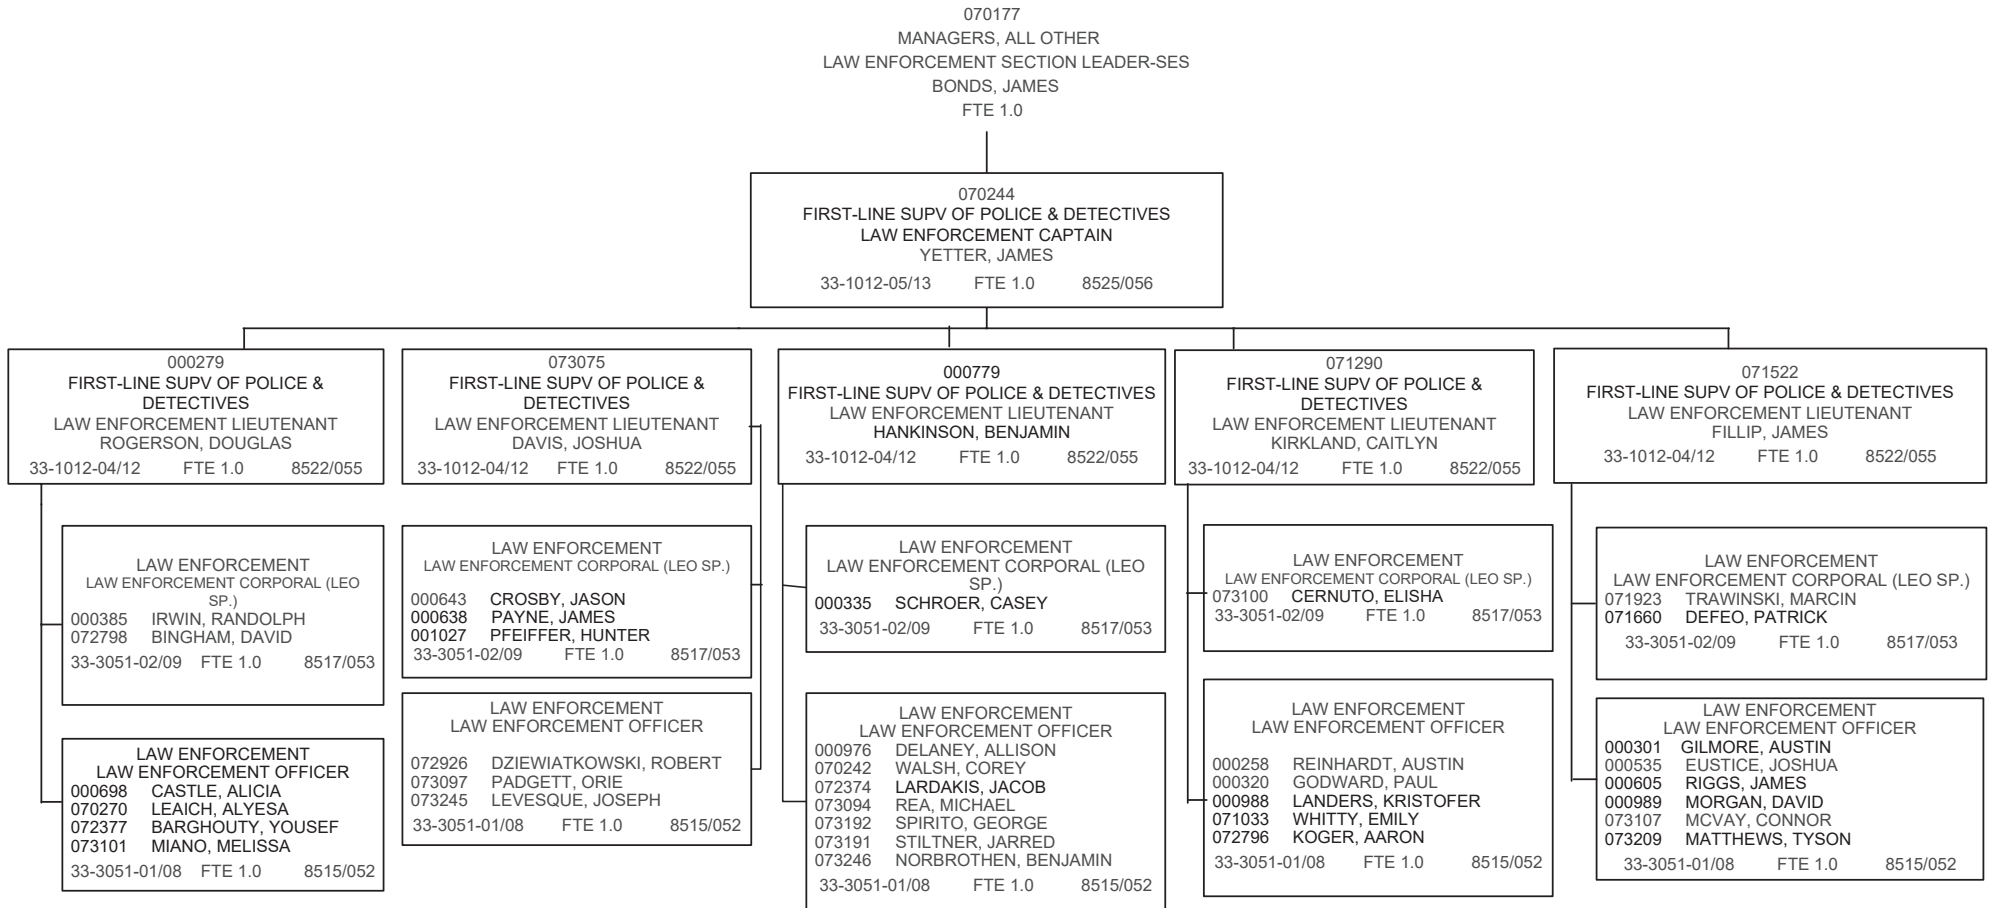 070177
MANAGERS, ALL OTHER
LAW ENFORCEMENT SECTION LEADER-SES
BONDS, JAMES
FTE 1.0
070244
FIRST-LINE SUPV OF POLICE & DETECTIVES
LAW ENFORCEMENT CAPTAIN
YETTER, JAMES
33-1012-05/13 FTE 1.0 8525/056
000279
FIRST-LINE SUPV OF POLICE &
DETECTIVES
LAW ENFORCEMENT LIEUTENANT
ROGERSON, DOUGLAS
33-1012-04/12 FTE 1.0 8522/055
LAW ENFORCEMENT
LAW ENFORCEMENT CORPORAL (LEO
SP.)
000385 IRWIN, RANDOLPH
072798 BINGHAM, DAVID
33-3051-02/09 FTE 1.0 8517/053
LAW ENFORCEMENT
LAW ENFORCEMENT OFFICER
000698 CASTLE, ALICIA
070270 LEAICH, ALYESA
072377 BARGHOUTY, YOUSEF
073101 MIANO, MELISSA
33-3051-01/08 FTE 1.0 8515/052
073075
FIRST-LINE SUPV OF POLICE &
DETECTIVES
LAW ENFORCEMENT LIEUTENANT
DAVIS, JOSHUA
33-1012-04/12 FTE 1.0 8522/055
LAW ENFORCEMENT
LAW ENFORCEMENT CORPORAL (LEO SP.)
000643 CROSBY, JASON
000638 PAYNE, JAMES
001027 PFEIFFER, HUNTER
33-3051-02/09 FTE 1.0 8517/053
LAW ENFORCEMENT
LAW ENFORCEMENT OFFICER
072926 DZIEWIATKOWSKI, ROBERT
073097 PADGETT, ORIE
073245 LEVESQUE, JOSEPH
33-3051-01/08 FTE 1.0 8515/052
000779
FIRST-LINE SUPV OF POLICE & DETECTIVES
LAW ENFORCEMENT LIEUTENANT
HANKINSON, BENJAMIN
33-1012-04/12 FTE 1.0 8522/055
LAW ENFORCEMENT
LAW ENFORCEMENT CORPORAL (LEO
SP.)
000335 SCHROER, CASEY
33-3051-02/09 FTE 1.0 8517/053
LAW ENFORCEMENT
LAW ENFORCEMENT OFFICER
000976 DELANEY, ALLISON
070242 WALSH, COREY
072374 LARDAKIS, JACOB
073094 REA, MICHAEL
073192 SPIRITO, GEORGE
073191 STILTNER, JARRED
073246 NORBROTHEN, BENJAMIN
33-3051-01/08 FTE 1.0 8515/052
071290
FIRST-LINE SUPV OF POLICE &
DETECTIVES
LAW ENFORCEMENT LIEUTENANT
KIRKLAND, CAITLYN
33-1012-04/12 FTE 1.0 8522/055
LAW ENFORCEMENT
LAW ENFORCEMENT CORPORAL (LEO SP.)
073100 CERNUTO, ELISHA
33-3051-02/09 FTE 1.0 8517/053
LAW ENFORCEMENT
LAW ENFORCEMENT OFFICER
000258 REINHARDT, AUSTIN
000320 GODWARD, PAUL
000988 LANDERS, KRISTOFER
071033 WHITTY, EMILY
072796 KOGER, AARON
33-3051-01/08 FTE 1.0 8515/052
071522
FIRST-LINE SUPV OF POLICE & DETECTIVES
LAW ENFORCEMENT LIEUTENANT
FILLIP, JAMES
33-1012-04/12 FTE 1.0 8522/055
LAW ENFORCEMENT
LAW ENFORCEMENT CORPORAL (LEO SP.)
071923 TRAWINSKI, MARCIN
071660 DEFEO, PATRICK
33-3051-02/09 FTE 1.0 8517/053
LAW ENFORCEMENT
LAW ENFORCEMENT OFFICER
000301 GILMORE, AUSTIN
000535 EUSTICE, JOSHUA
000605 RIGGS, JAMES
000989 MORGAN, DAVID
073107 MCVAY, CONNOR
073209 MATTHEWS, TYSON
33-3051-01/08 FTE 1.0 8515/052